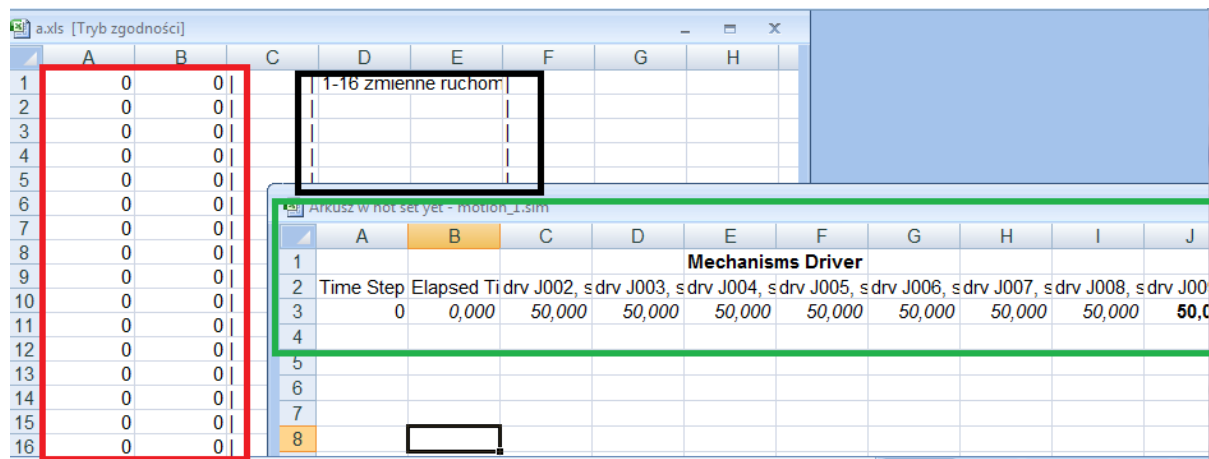 a.xls [Tryb zgodności]
A B C D E F G H
1 0 0 | | 1-16 zmienne ruchom |
2 0 0 | | |
3 0 0 | | |
4 0 0 | | |
5 0 0 | | |
6 0 0 |
7 0 0 |
8 0 0 |
9 0 0 |
10 0 0 |
11 0 0 |
12 0 0 |
13 0 0 |
14 0 0 |
15 0 0 |
16 0 0 |
Arkusz w not set yet - motion_1.sim
A B C D E F G H I J
1 Mechanisms Driver
2 Time Step Elapsed Ti drv J002, s drv J003, s drv J004, s drv J005, s drv J006, s drv J007, s drv J008, s drv J009
3 0 0,000 50,000 50,000 50,000 50,000 50,000 50,000 50,000 50,0
4
5
6
7
8